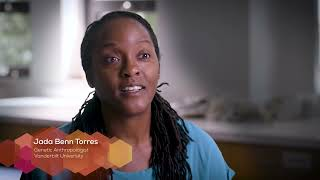 Jada Benn Torres
Genetic Anthropologist
Vanderbilt University